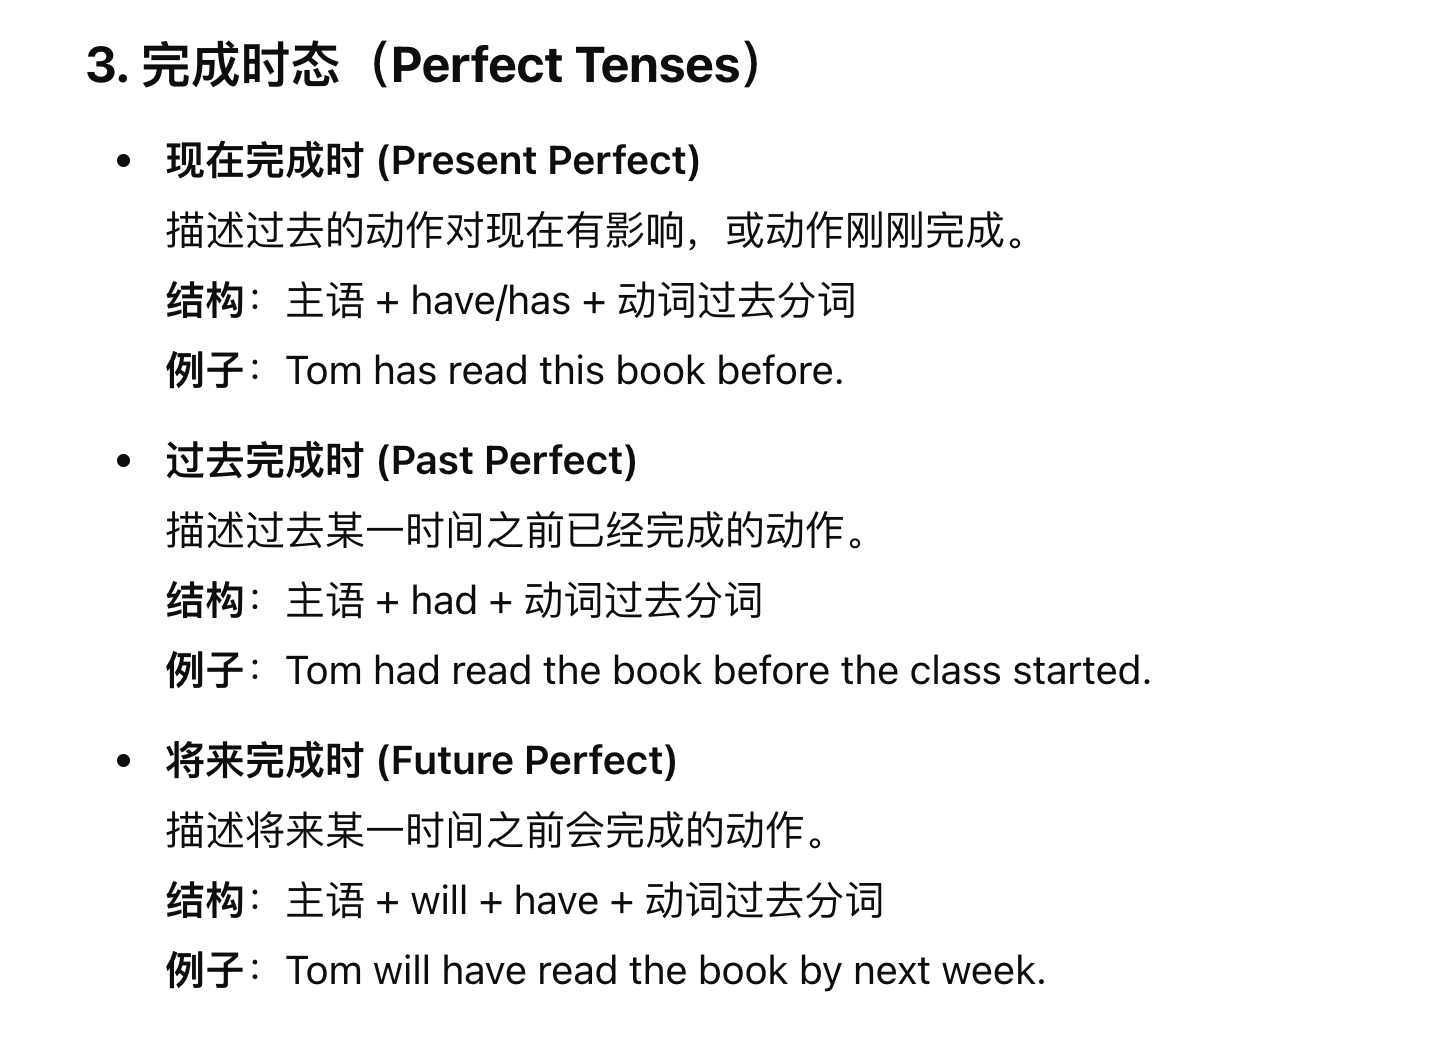 3. 完成时态（Perfect Tenses）
• 现在完成时 (Present Perfect)
描述过去的动作对现在有影响，或动作刚刚完成。
结构：主语 + have/has + 动词过去分词
例子：Tom has read this book before.
• 过去完成时 (Past Perfect)
描述过去某一时间之前已经完成的动作。
结构：主语 + had + 动词过去分词
例子：Tom had read the book before the class started.
• 将来完成时 (Future Perfect)
描述将来某一时间之前会完成的动作。
结构：主语 + will + have + 动词过去分词
例子：Tom will have read the book by next week.